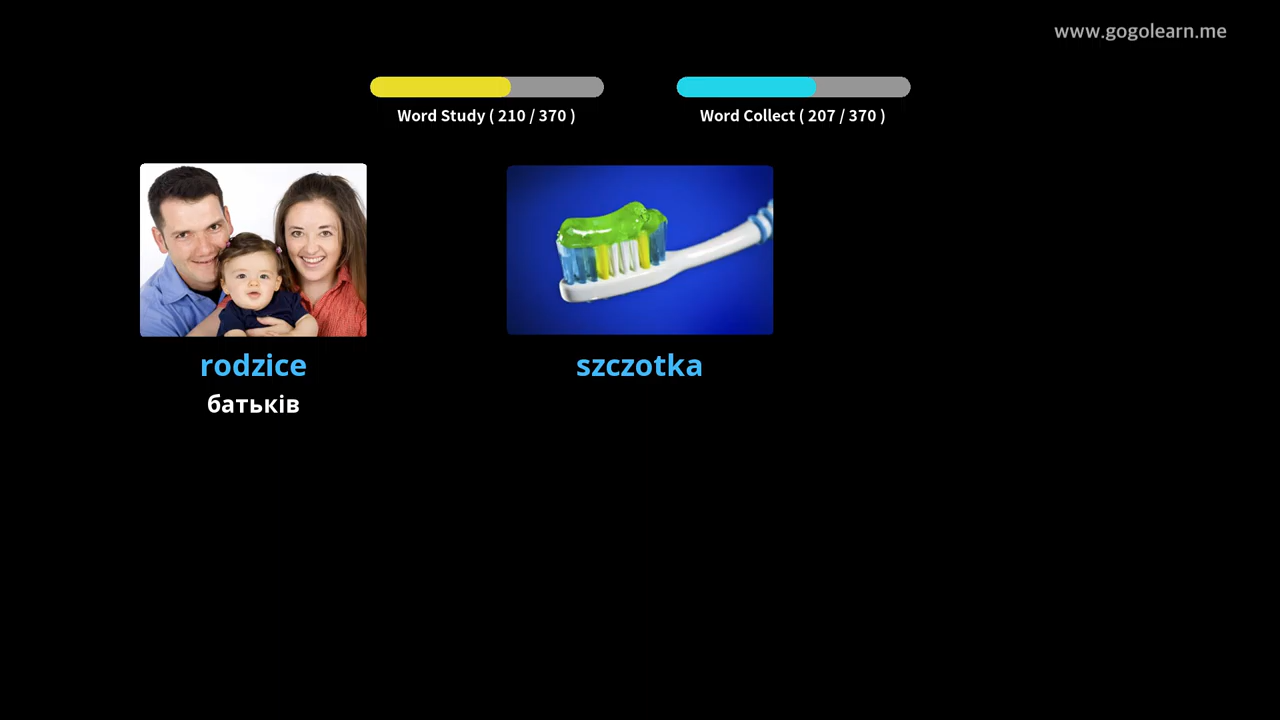 www.gogolearn.me
Word Study ( 210 / 370 )
Word Collect ( 207 / 370 )
rodzice
szczotka
батьків